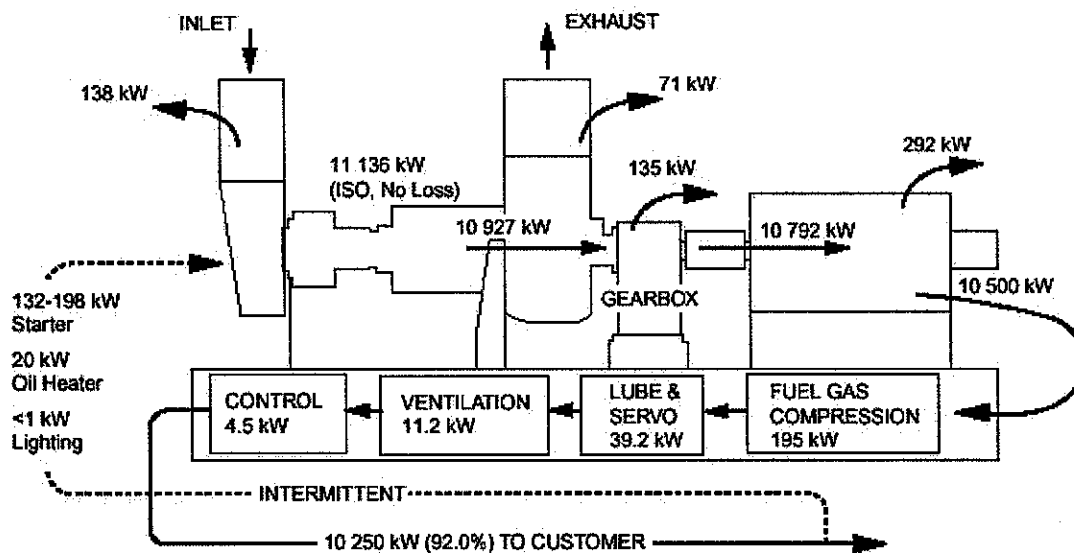 INLET
EXHAUST
138 kW
71 kW
11 136 kW
(ISO, No Loss)
135 kW
292 kW
10 927 kW
10 792 kW
132-198 kW
Starter
20 kW
Oil Heater
<1 kW
Lighting
GEARBOX
10 500 kW
CONTROL
4.5 kW
VENTILATION
11.2 kW
LUBE &
SERVO
39.2 kW
FUEL GAS
COMPRESSION
195 kW
INTERMITTENT
10 250 kW (92.0%) TO CUSTOMER